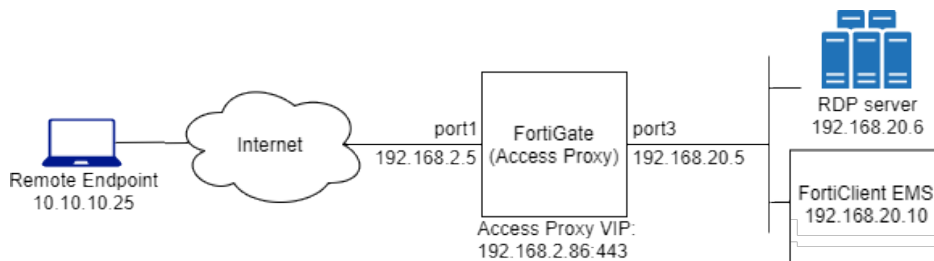 Remote Endpoint
10.10.10.25
Internet
port1
192.168.2.5
FortiGate
(Access Proxy)
Access Proxy VIP:
192.168.2.86:443
port3
192.168.20.5
RDP server
192.168.20.6
FortiClient EMS
192.168.20.10